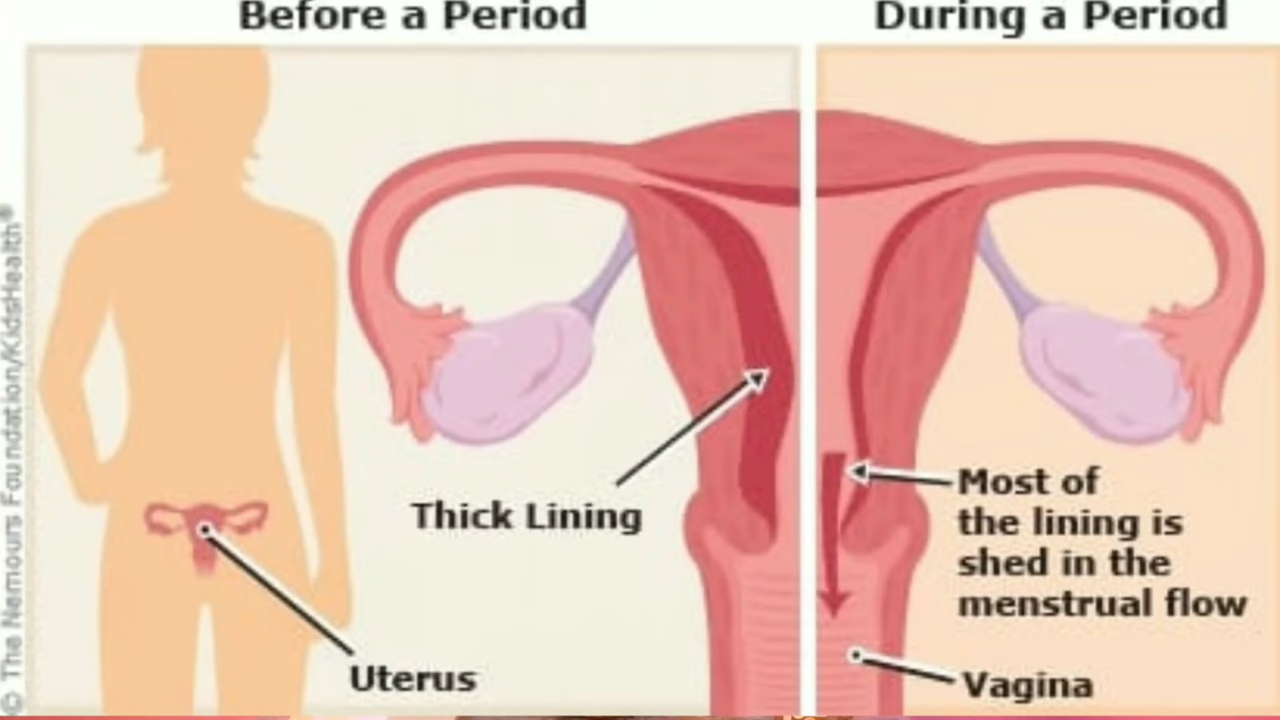 Before a Period
During a Period
Thick Lining
Uterus
Most of
the lining is
shed in the
menstrual flow
Vagina
© The Nemours Foundation/KidsHealth®